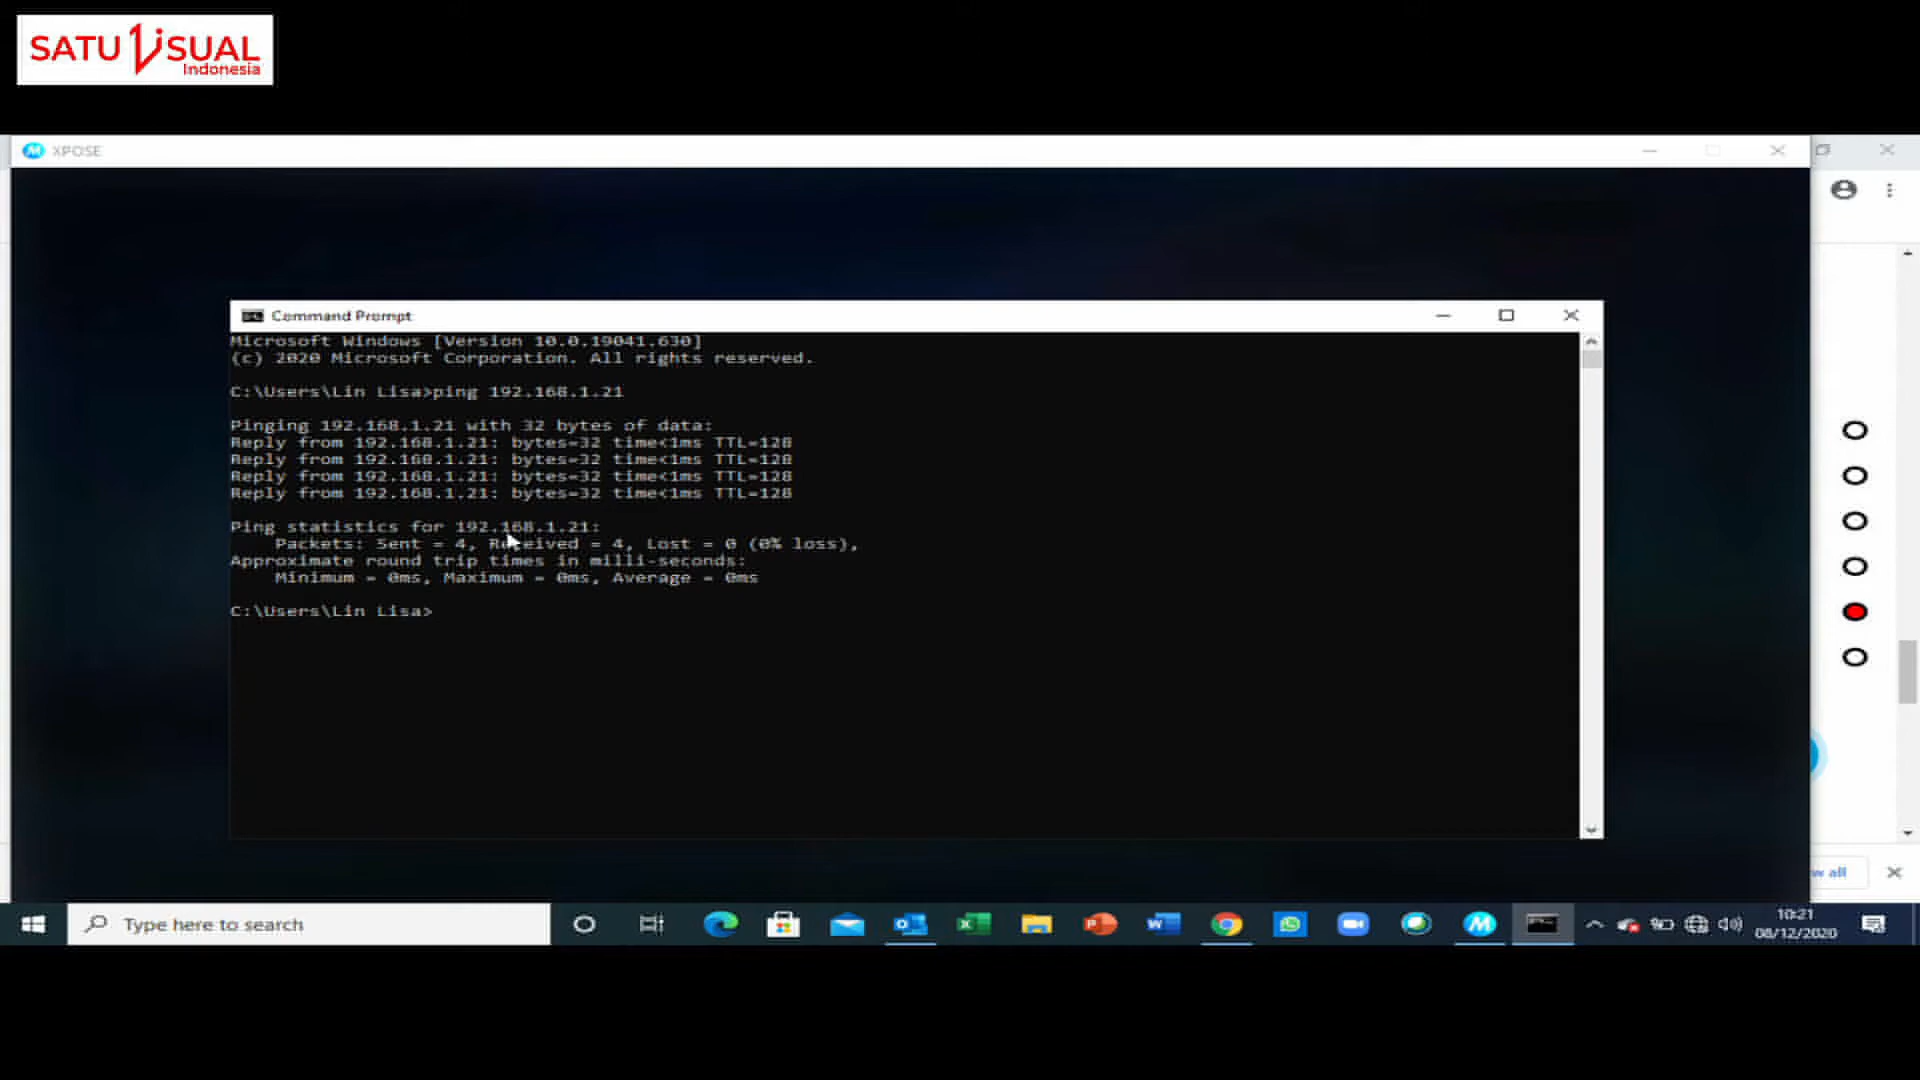 SATU VISUAL
Indonesia
XPOSE
Command Prompt
Microsoft Windows [Version 10.0.19041.630]
(c) 2020 Microsoft Corporation. All rights reserved.
C:\Users\Lin Lisa>ping 192.168.1.21
Pinging 192.168.1.21 with 32 bytes of data:
Reply from 192.168.1.21: bytes=32 time<1ms TTL=128
Reply from 192.168.1.21: bytes=32 time<1ms TTL=128
Reply from 192.168.1.21: bytes=32 time<1ms TTL=128
Reply from 192.168.1.21: bytes=32 time<1ms TTL=128
Ping statistics for 192.168.1.21:
Packets: Sent = 4, Received = 4, Lost = 0 (0% loss),
Approximate round trip times in milli-seconds:
Minimum = 0ms, Maximum = 0ms, Average = 0ms
C:\Users\Lin Lisa>
w all
Type here to search
10:21
08/12/2020